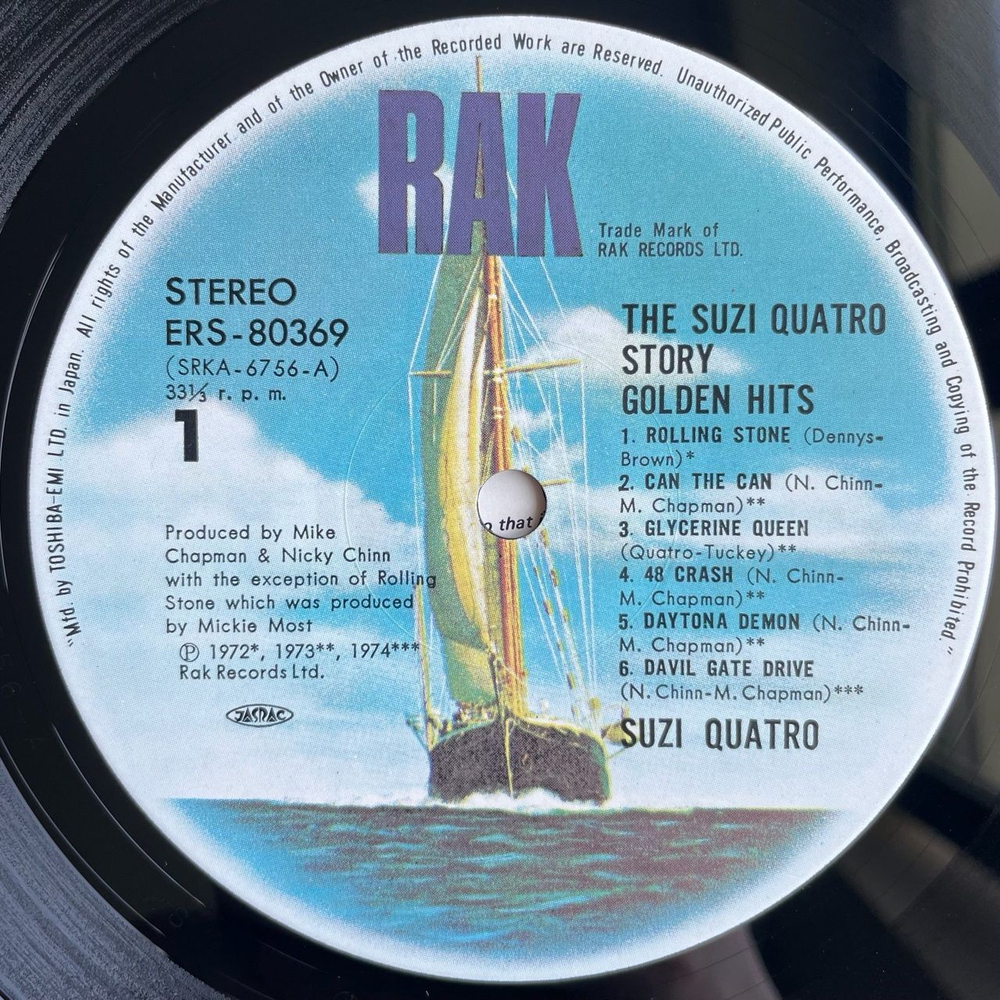 "Mfd. by TOSHIBA-EMI LTD. in Japan. All rights of the Manufacturer and of the Owner of the Recorded Work are Reserved. Unauthorized Public Performance, Broadcasting and Copying of the Record Prohibited"
RAK
Trade Mark of
RAK RECORDS LTD.
STEREO
ERS-80369
(SRKA-6756-A)
33⅓ r. p. m.
1
Produced by Mike
Chapman & Nicky Chinn
with the exception of Rolling
Stone which was produced
by Mickie Most
Ⓟ 1972*, 1973**, 1974***
Rak Records Ltd.
JASRAC
THE SUZI QUATRO
STORY
GOLDEN HITS
1. ROLLING STONE (Dennys-
Brown)*
2. CAN THE CAN (N. Chinn-
M. Chapman)**
3. GLYCERINE QUEEN
(Quatro-Tuckey)**
4. 48 CRASH (N. Chinn-
M. Chapman)**
5. DAYTONA DEMON (N. Chinn-
M. Chapman)**
6. DAVIL GATE DRIVE
(N. Chinn-M. Chapman)***
SUZI QUATRO
that